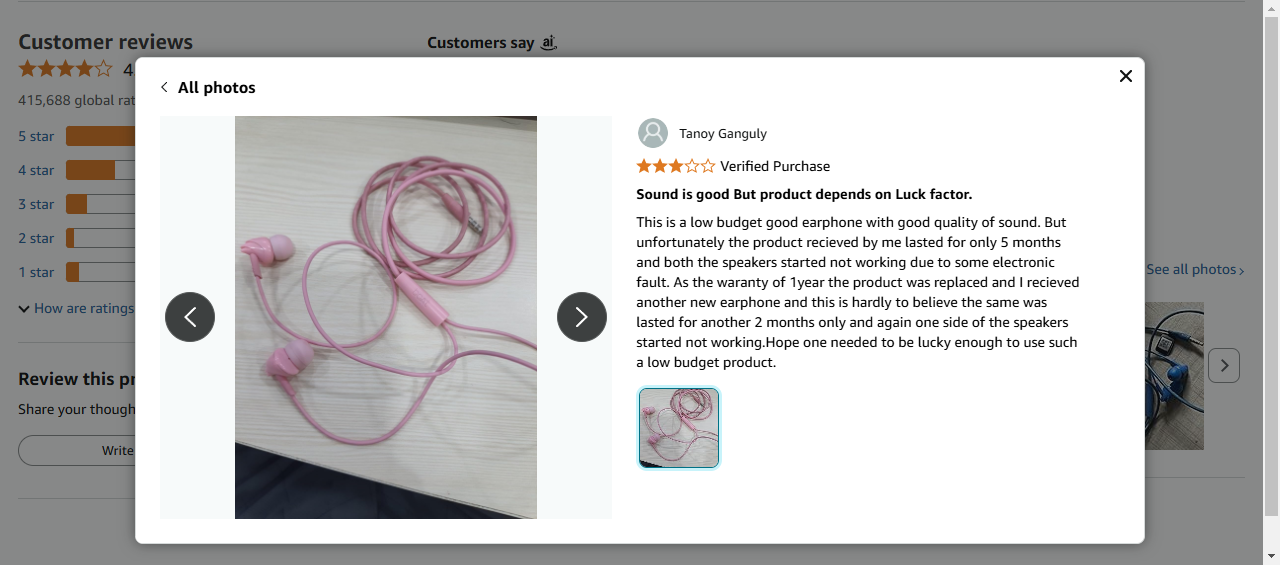 Customer reviews
Customers say ai
4
415,688 global rat
5 star
4 star
3 star
2 star
1 star
How are ratings
Review this pr
Share your though
Write
See all photos ›
All photos
Tanoy Ganguly
Verified Purchase
Sound is good But product depends on Luck factor.
This is a low budget good earphone with good quality of sound. But
unfortunately the product recieved by me lasted for only 5 months
and both the speakers started not working due to some electronic
fault. As the waranty of 1year the product was replaced and I recieved
another new earphone and this is hardly to believe the same was
lasted for another 2 months only and again one side of the speakers
started not working.Hope one needed to be lucky enough to use such
a low budget product.